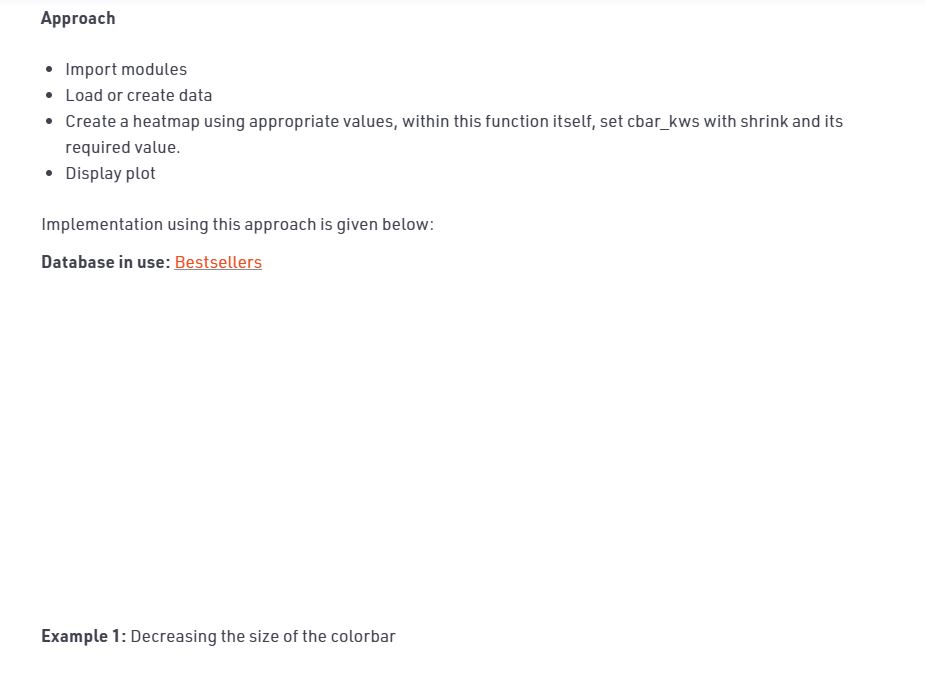 Approach
• Import modules
• Load or create data
• Create a heatmap using appropriate values, within this function itself, set cbar_kws with shrink and its
required value.
• Display plot
Implementation using this approach is given below:
Database in use: Bestsellers
Example 1: Decreasing the size of the colorbar